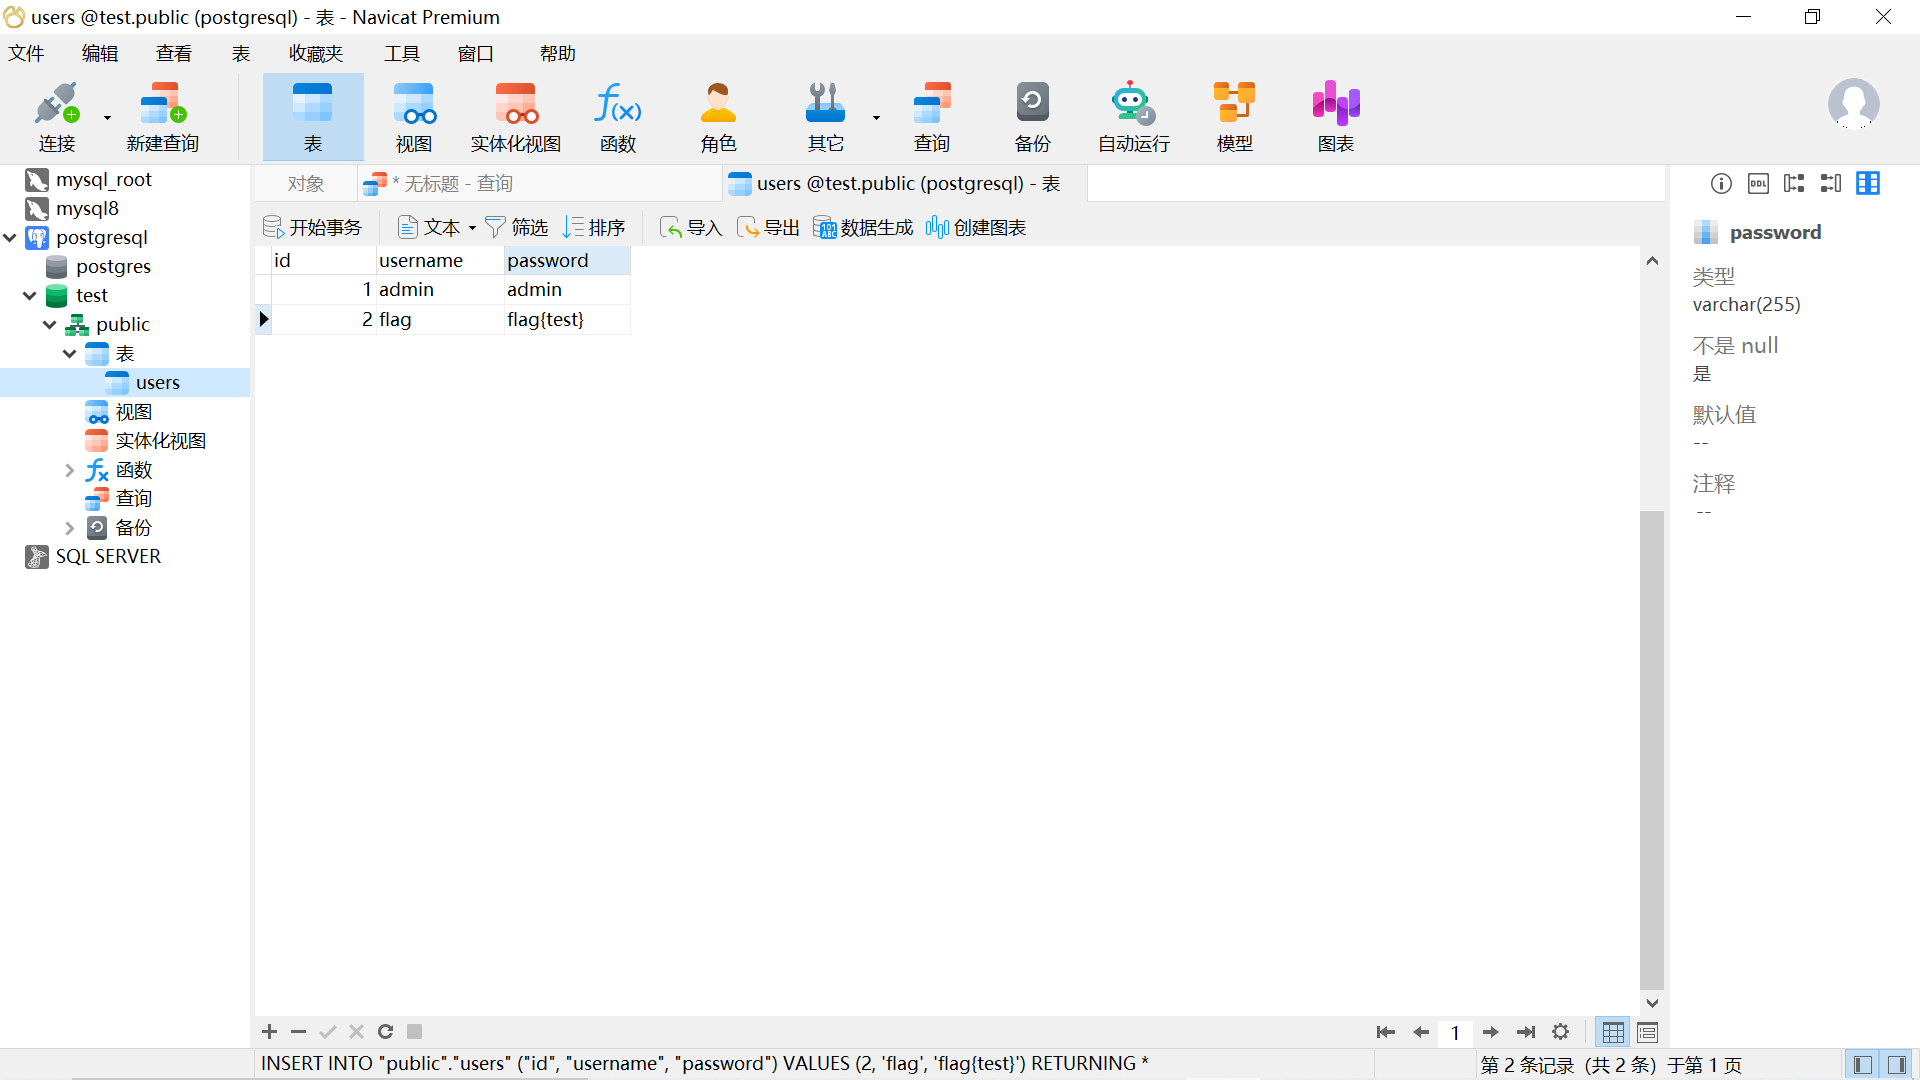 users @test.public (postgresql) - 表 - Navicat Premium
文件 编辑 查看 表 收藏夹 工具 窗口 帮助
连接 新建查询 表 视图 实体化视图 函数 角色 其它 查询 备份 自动运行 模型 图表
对象 * 无标题 - 查询 users @test.public (postgresql) - 表
开始事务 文本 筛选 排序 导入 导出 数据生成 创建图表
mysql_root
mysql8
postgresql
postgres
test
public
表
users
视图
实体化视图
函数
查询
备份
SQL SERVER
id username password
1 admin admin
2 flag flag{test}
password
类型
varchar(255)
不是 null
是
默认值
--
注释
--
1
INSERT INTO "public"."users" ("id", "username", "password") VALUES (2, 'flag', 'flag{test}') RETURNING *
第 2 条记录 (共 2 条) 于第 1 页